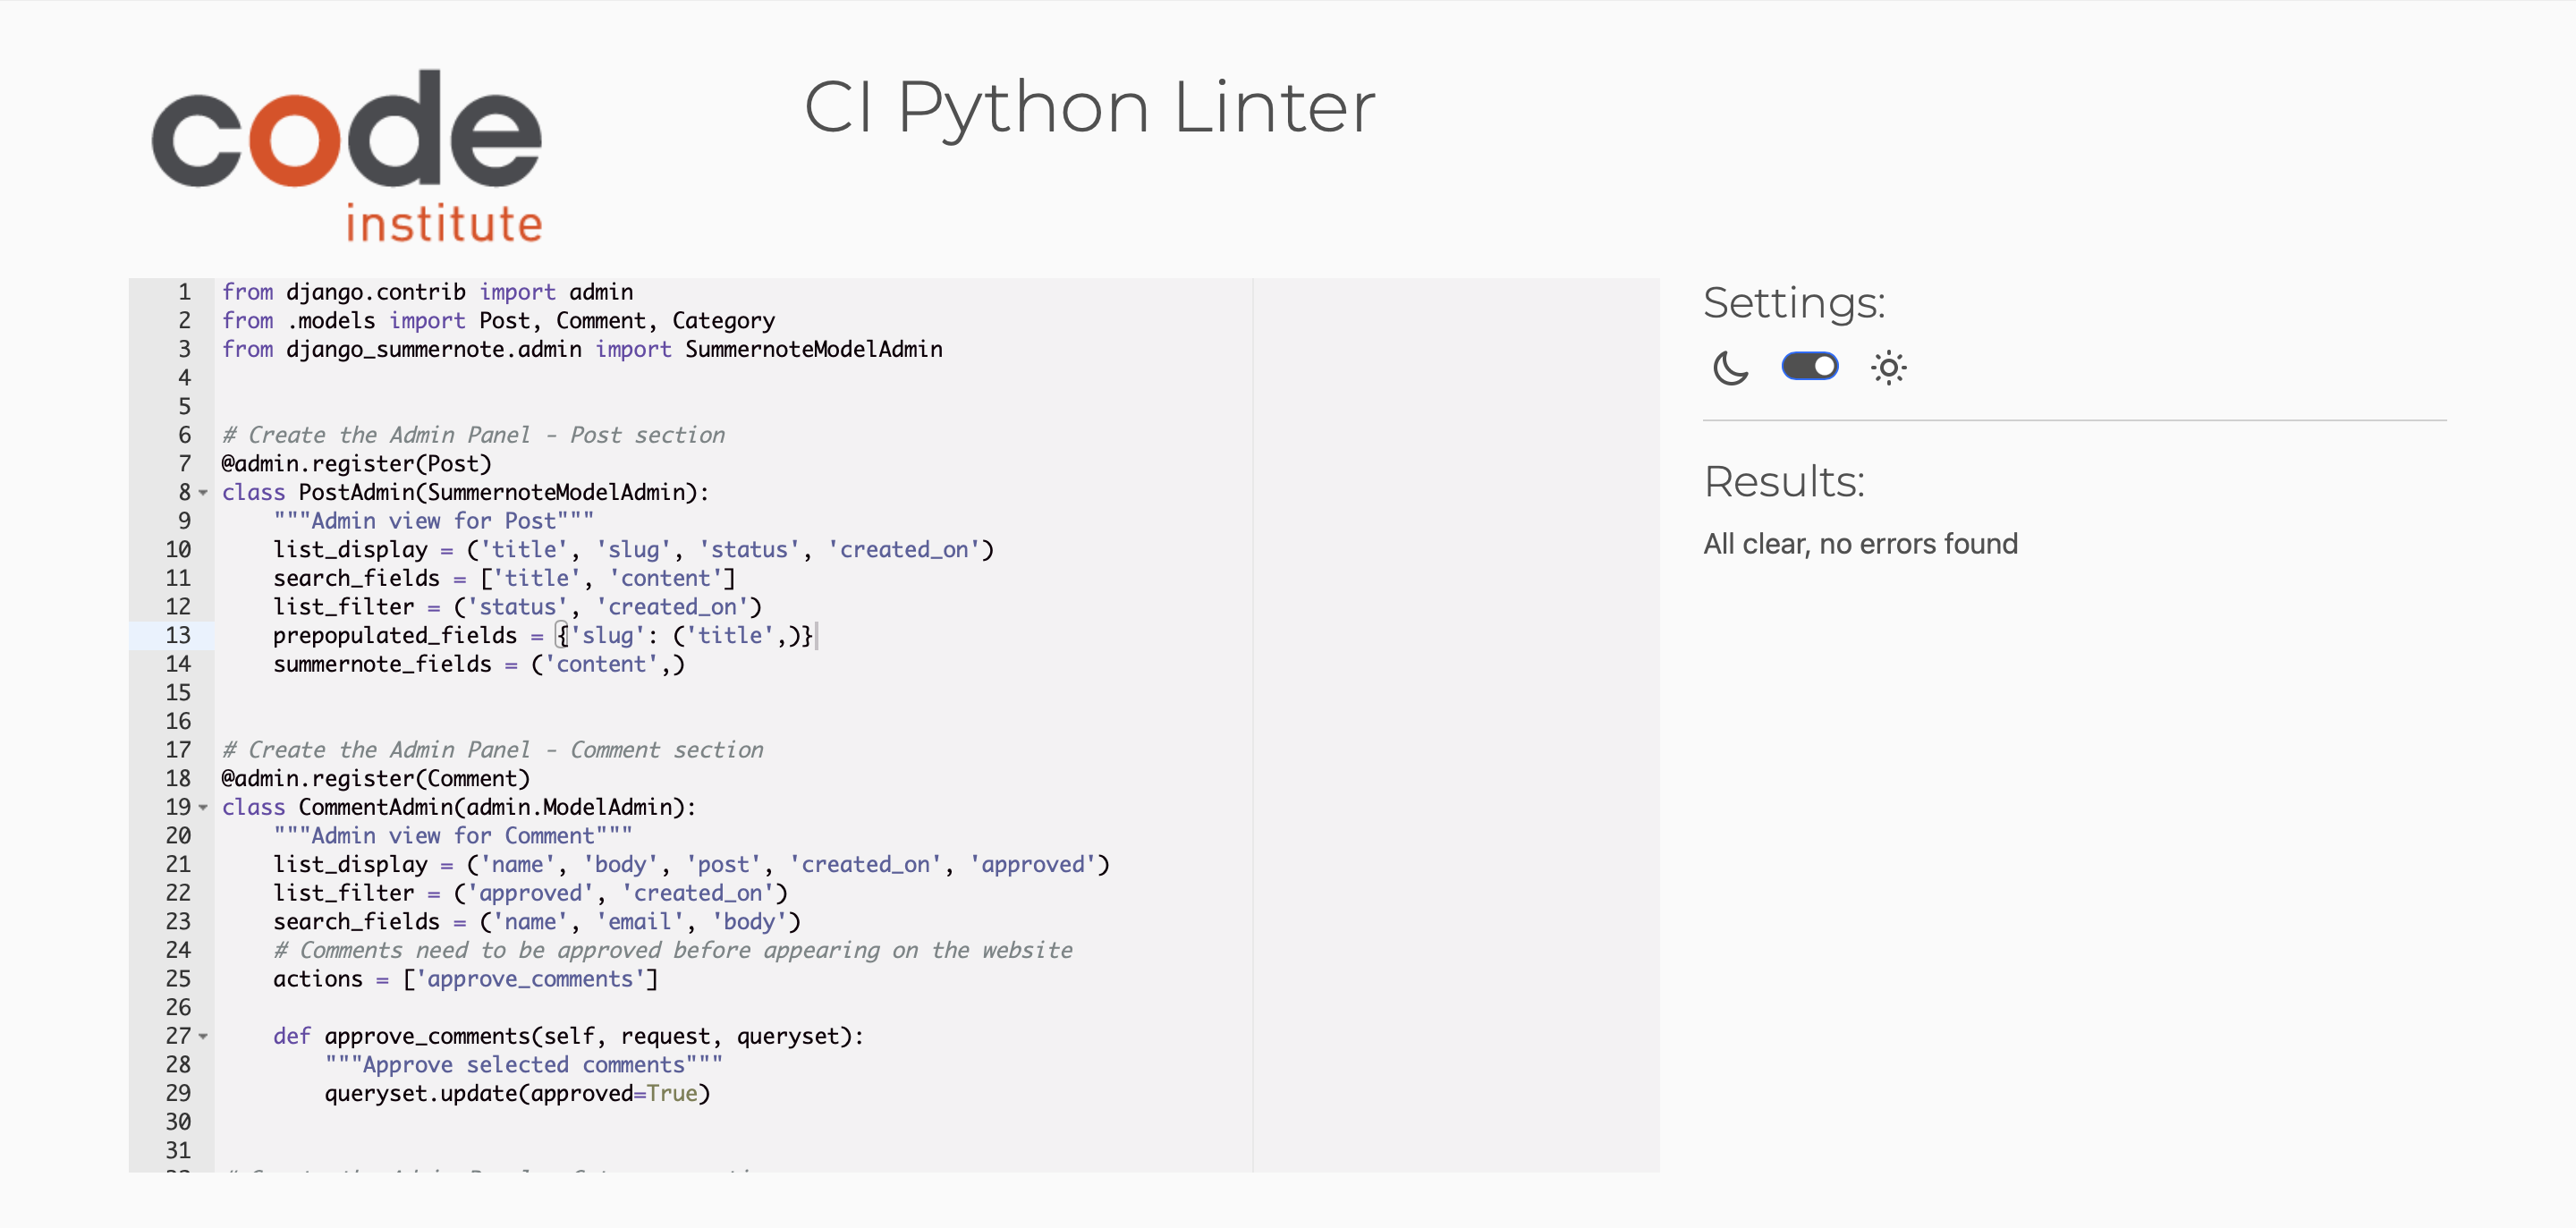 code
institute
CI Python Linter
1 from django.contrib import admin
2 from .models import Post, Comment, Category
3 from django_summernote.admin import SummernoteModelAdmin
4
5
6 # Create the Admin Panel - Post section
7 @admin.register(Post)
8 class PostAdmin(SummernoteModelAdmin):
9     """Admin view for Post"""
10     list_display = ('title', 'slug', 'status', 'created_on')
11     search_fields = ['title', 'content']
12     list_filter = ('status', 'created_on')
13     prepopulated_fields = {'slug': ('title',)}
14     summernote_fields = ('content',)
15
16
17 # Create the Admin Panel - Comment section
18 @admin.register(Comment)
19 class CommentAdmin(admin.ModelAdmin):
20     """Admin view for Comment"""
21     list_display = ('name', 'body', 'post', 'created_on', 'approved')
22     list_filter = ('approved', 'created_on')
23     search_fields = ('name', 'email', 'body')
24     # Comments need to be approved before appearing on the website
25     actions = ['approve_comments']
26
27     def approve_comments(self, request, queryset):
28         """Approve selected comments"""
29         queryset.update(approved=True)
30
31
Settings:
Results:
All clear, no errors found